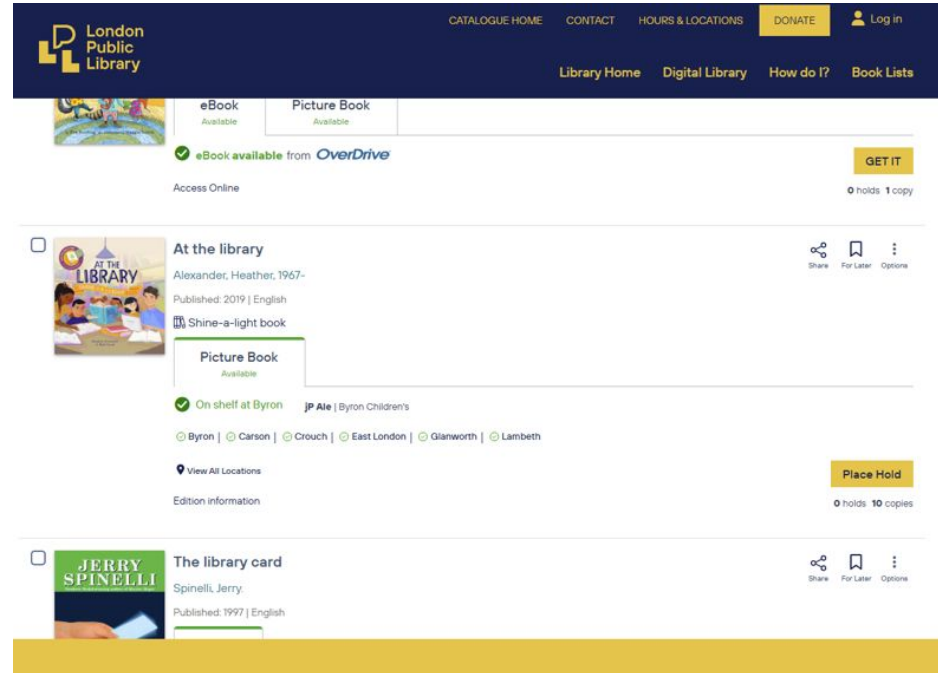 London
Public
Library
CATALOGUE HOME CONTACT HOURS & LOCATIONS DONATE Log in
Library Home Digital Library How do I? Book Lists
eBook Picture Book
Available Available
eBook available from OverDrive
GET IT
Access Online
0 holds 1 copy
At the library
AT THE
LIBRARY
Alexander, Heather, 1967-
Share For Later Options
Published: 2019 | English
Shine-a-light book
Picture Book
Available
On shelf at Byron jP Ale | Byron Children's
Byron | Carson | Crouch | East London | Glanworth | Lambeth
View All Locations
Place Hold
Edition information
0 holds 10 copies
JERRY
SPINELLI
The library card
Spinelli, Jerry.
Share For Later Options
Published: 1997 | English